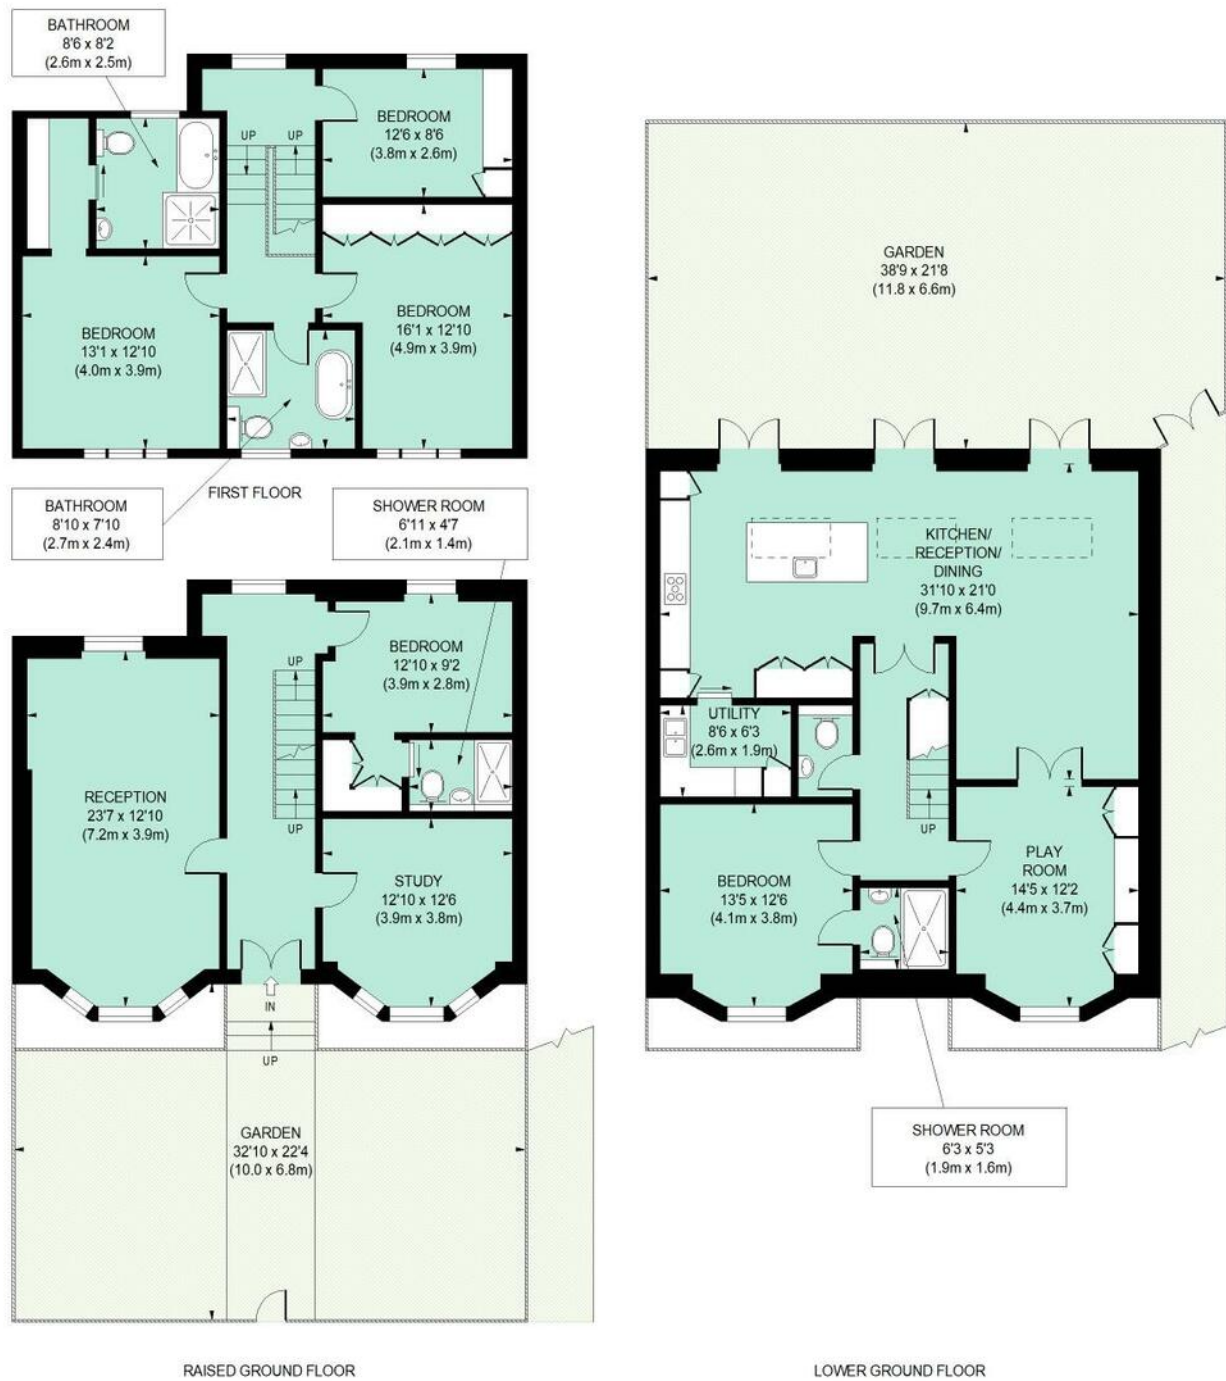 BATHROOM
8'6 x 8'2
(2.6m x 2.5m)
UP
UP
BEDROOM
12'6 x 8'6
(3.8m x 2.6m)
BEDROOM
13'1 x 12'10
(4.0m x 3.9m)
BEDROOM
16'1 x 12'10
(4.9m x 3.9m)
BATHROOM
8'10 x 7'10
(2.7m x 2.4m)
FIRST FLOOR
SHOWER ROOM
6'11 x 4'7
(2.1m x 1.4m)
BEDROOM
12'10 x 9'2
(3.9m x 2.8m)
UP
RECEPTION
23'7 x 12'10
(7.2m x 3.9m)
UP
STUDY
12'10 x 12'6
(3.9m x 3.8m)
IN
UP
GARDEN
32'10 x 22'4
(10.0 x 6.8m)
RAISED GROUND FLOOR
GARDEN
38'9 x 21'8
(11.8 x 6.6m)
KITCHEN/
RECEPTION/
DINING
31'10 x 21'0
(9.7m x 6.4m)
UTILITY
8'6 x 6'3
(2.6m x 1.9m)
UP
BEDROOM
13'5 x 12'6
(4.1m x 3.8m)
PLAY
ROOM
14'5 x 12'2
(4.4m x 3.7m)
SHOWER ROOM
6'3 x 5'3
(1.9m x 1.6m)
LOWER GROUND FLOOR